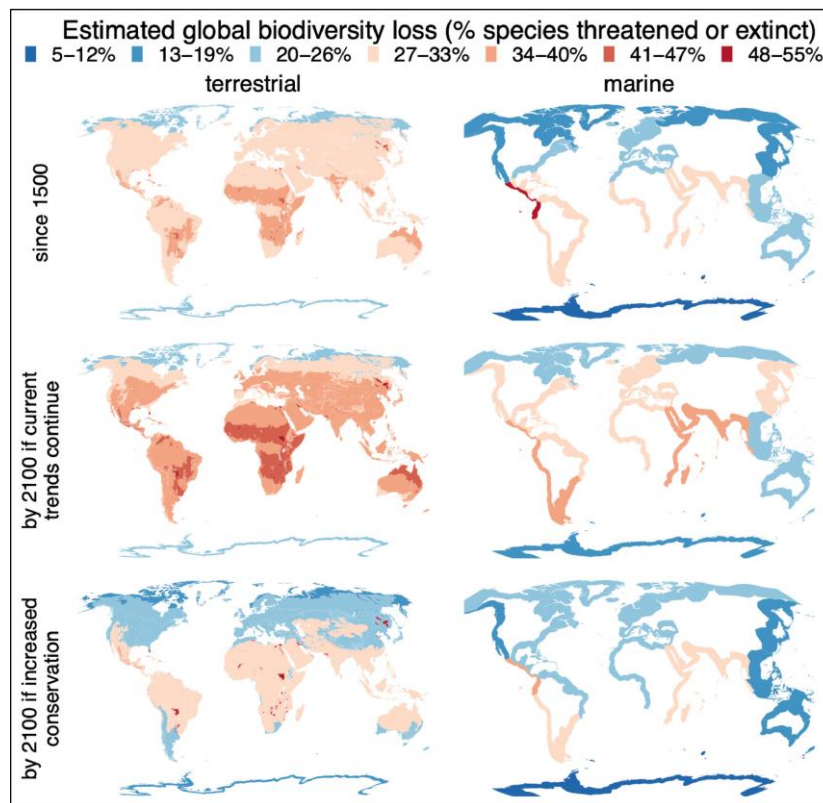 Estimated global biodiversity loss (% species threatened or extinct)
5–12% 13–19% 20–26% 27–33% 34–40% 41–47% 48–55%
terrestrial marine
since 1500
by 2100 if current
trends continue
by 2100 if increased
conservation